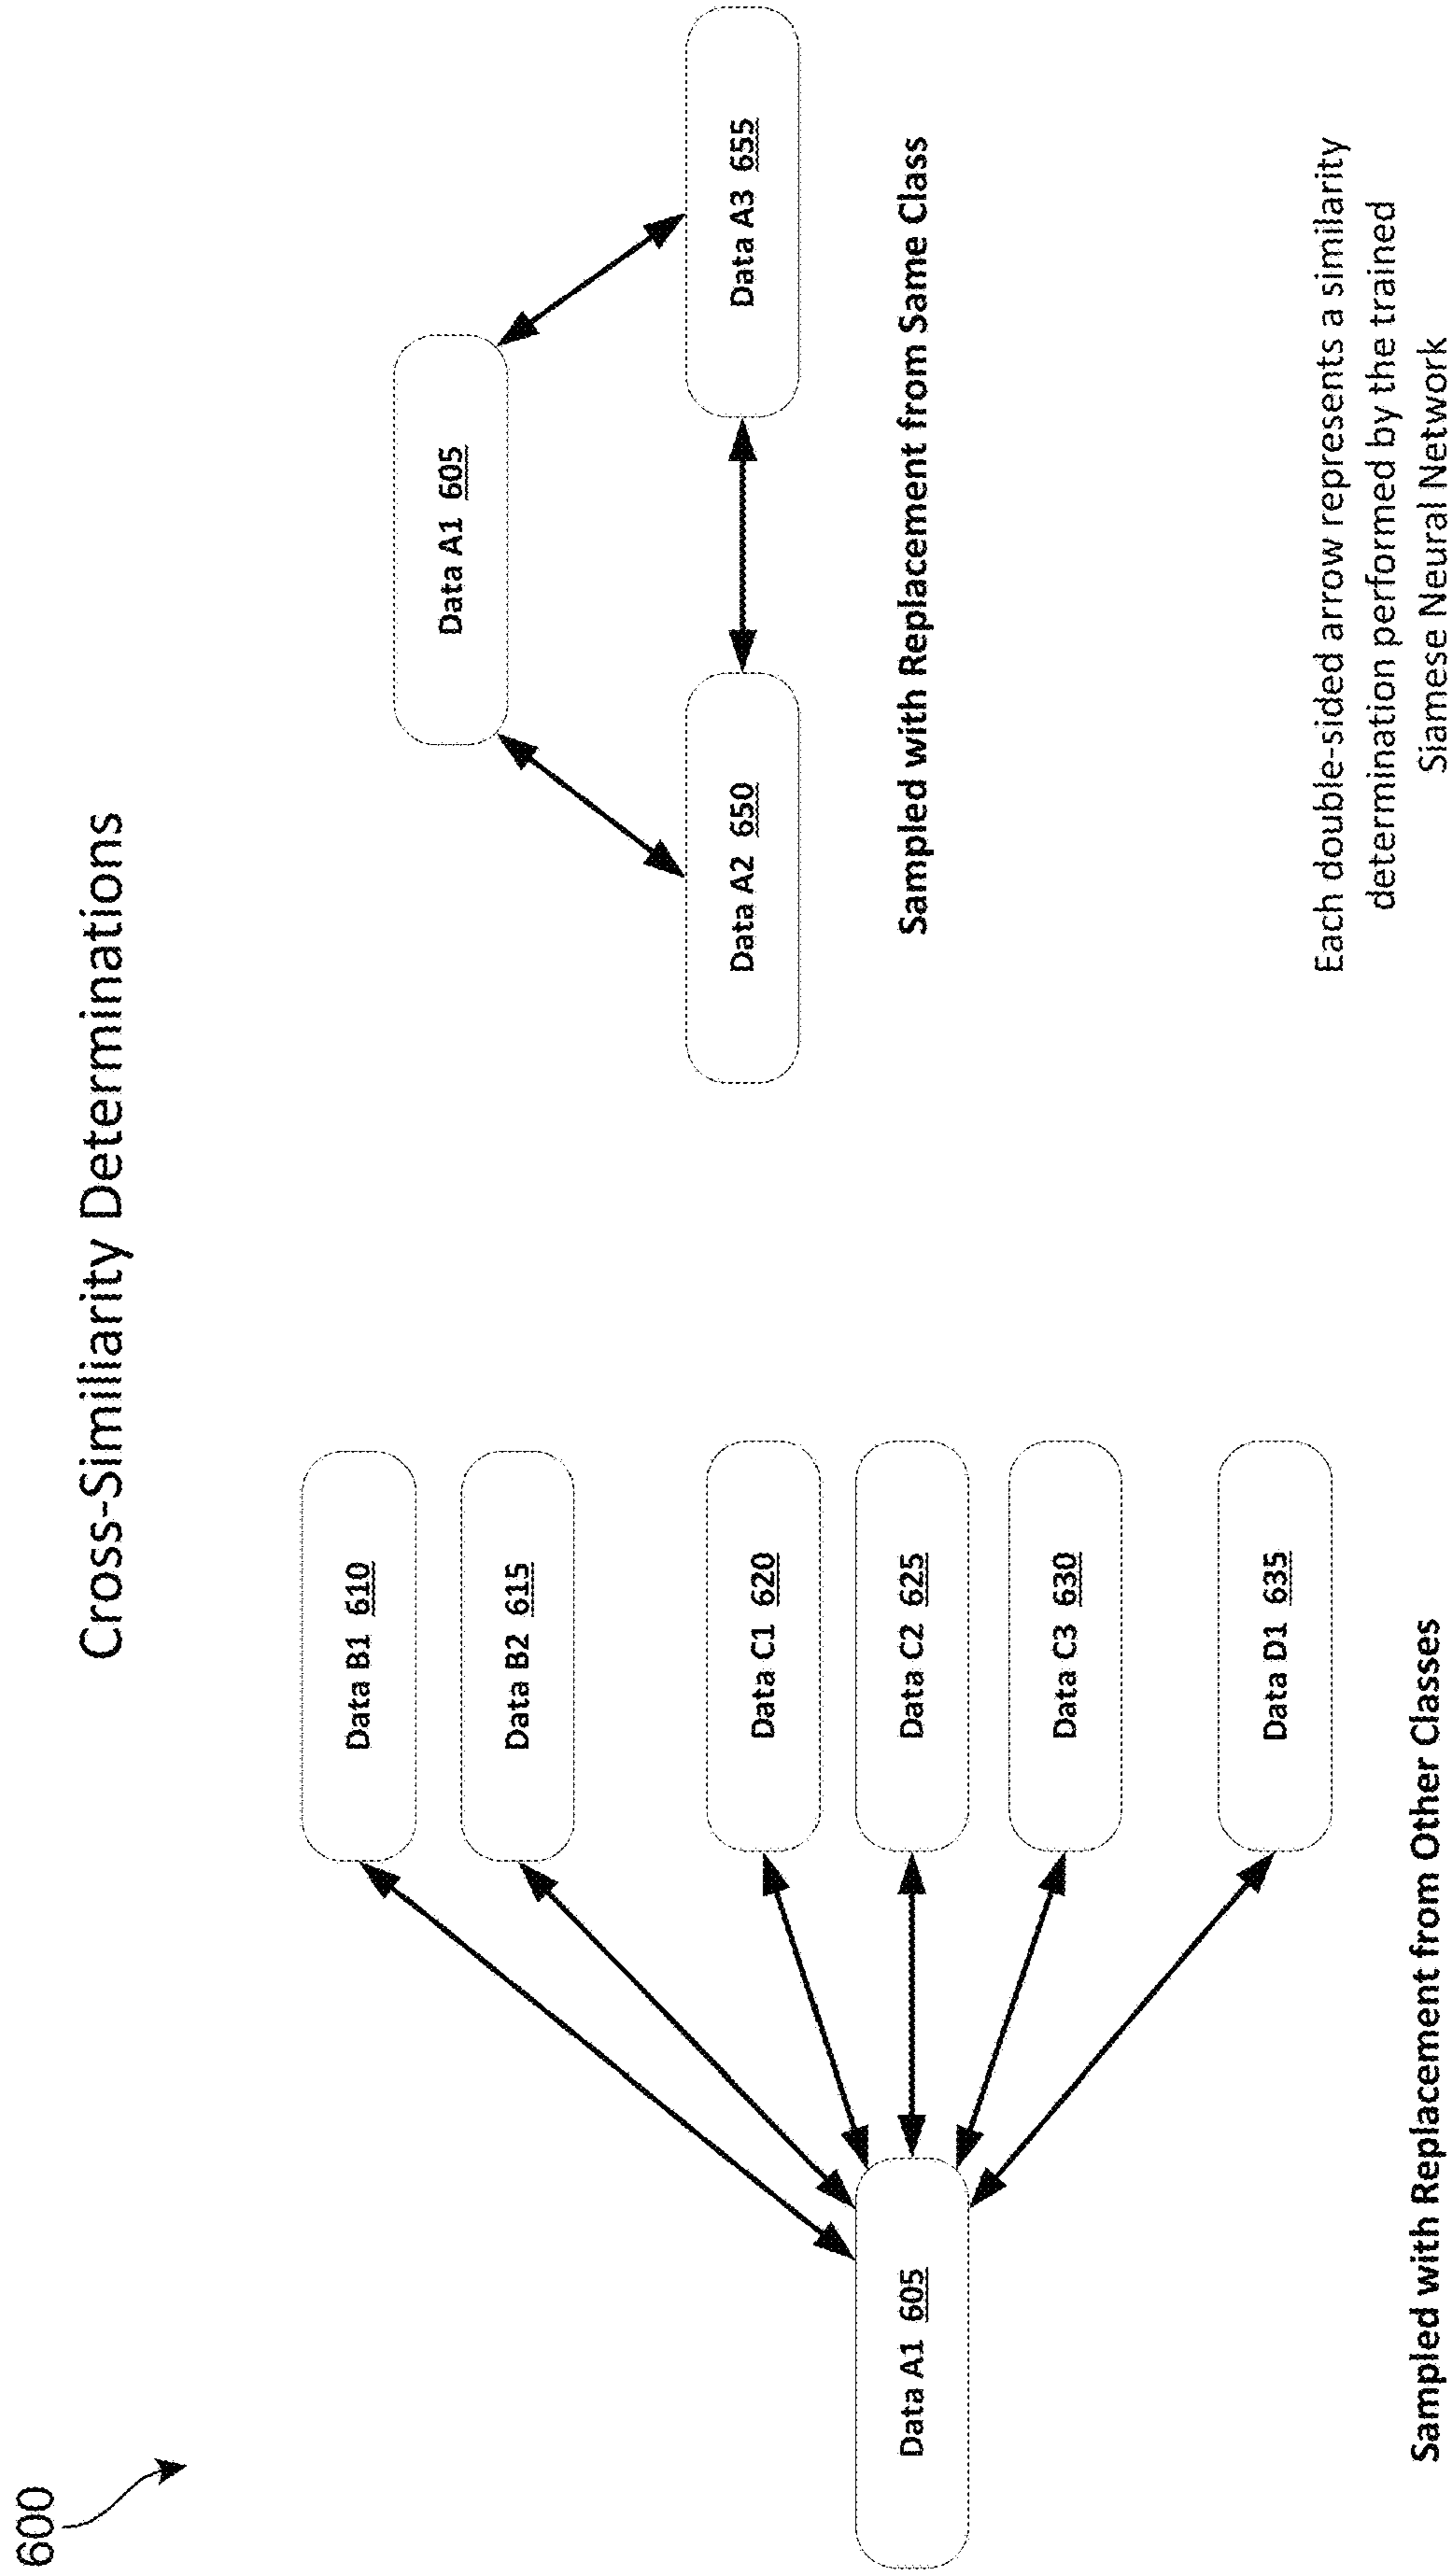 600
Cross-Similiarity Determinations
Data A1 605
Data B1 610
Data B2 615
Data C1 620
Data C2 625
Data C3 630
Data D1 635
Sampled with Replacement from Other Classes
Data A1 605
Data A2 650
Data A3 655
Sampled with Replacement from Same Class
Each double-sided arrow represents a similarity
determination performed by the trained
Siamese Neural Network